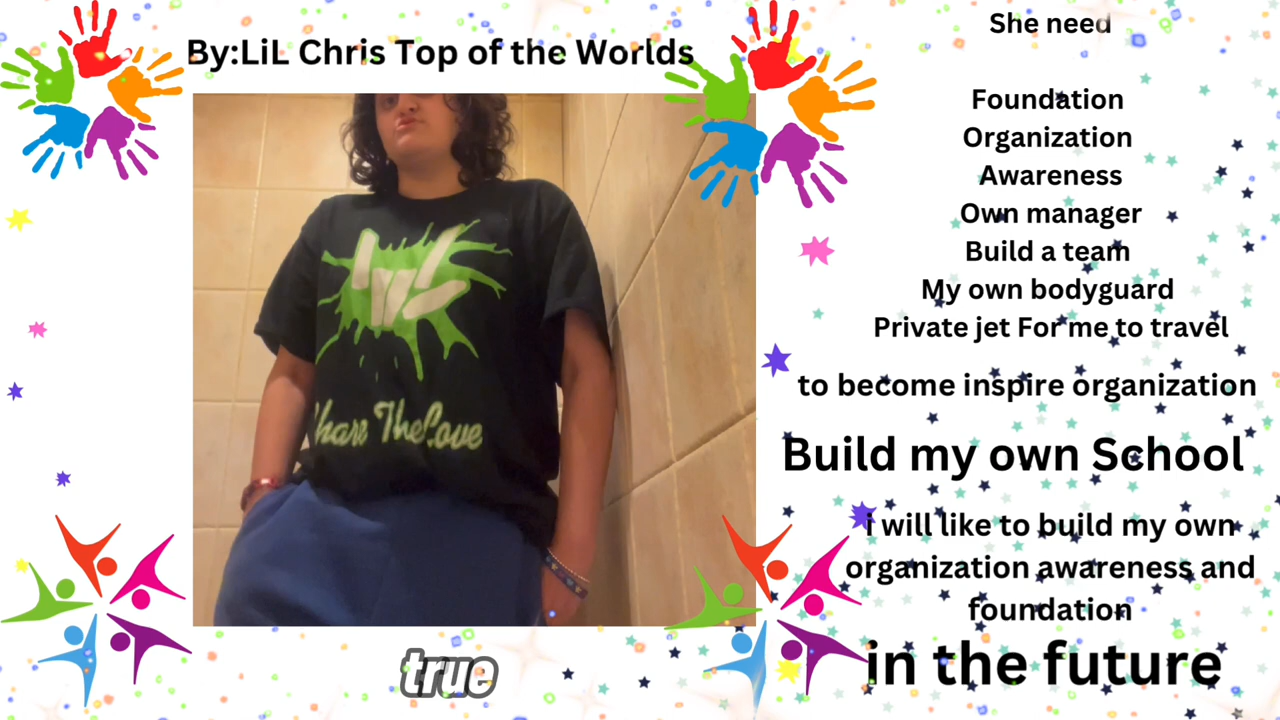 By:LiL Chris Top of the Worlds
Share The Love
true
She need
Foundation
Organization
Awareness
Own manager
Build a team
My own bodyguard
Private jet For me to travel
to become inspire organization
Build my own School
i will like to build my own
organization awareness and
foundation
in the future